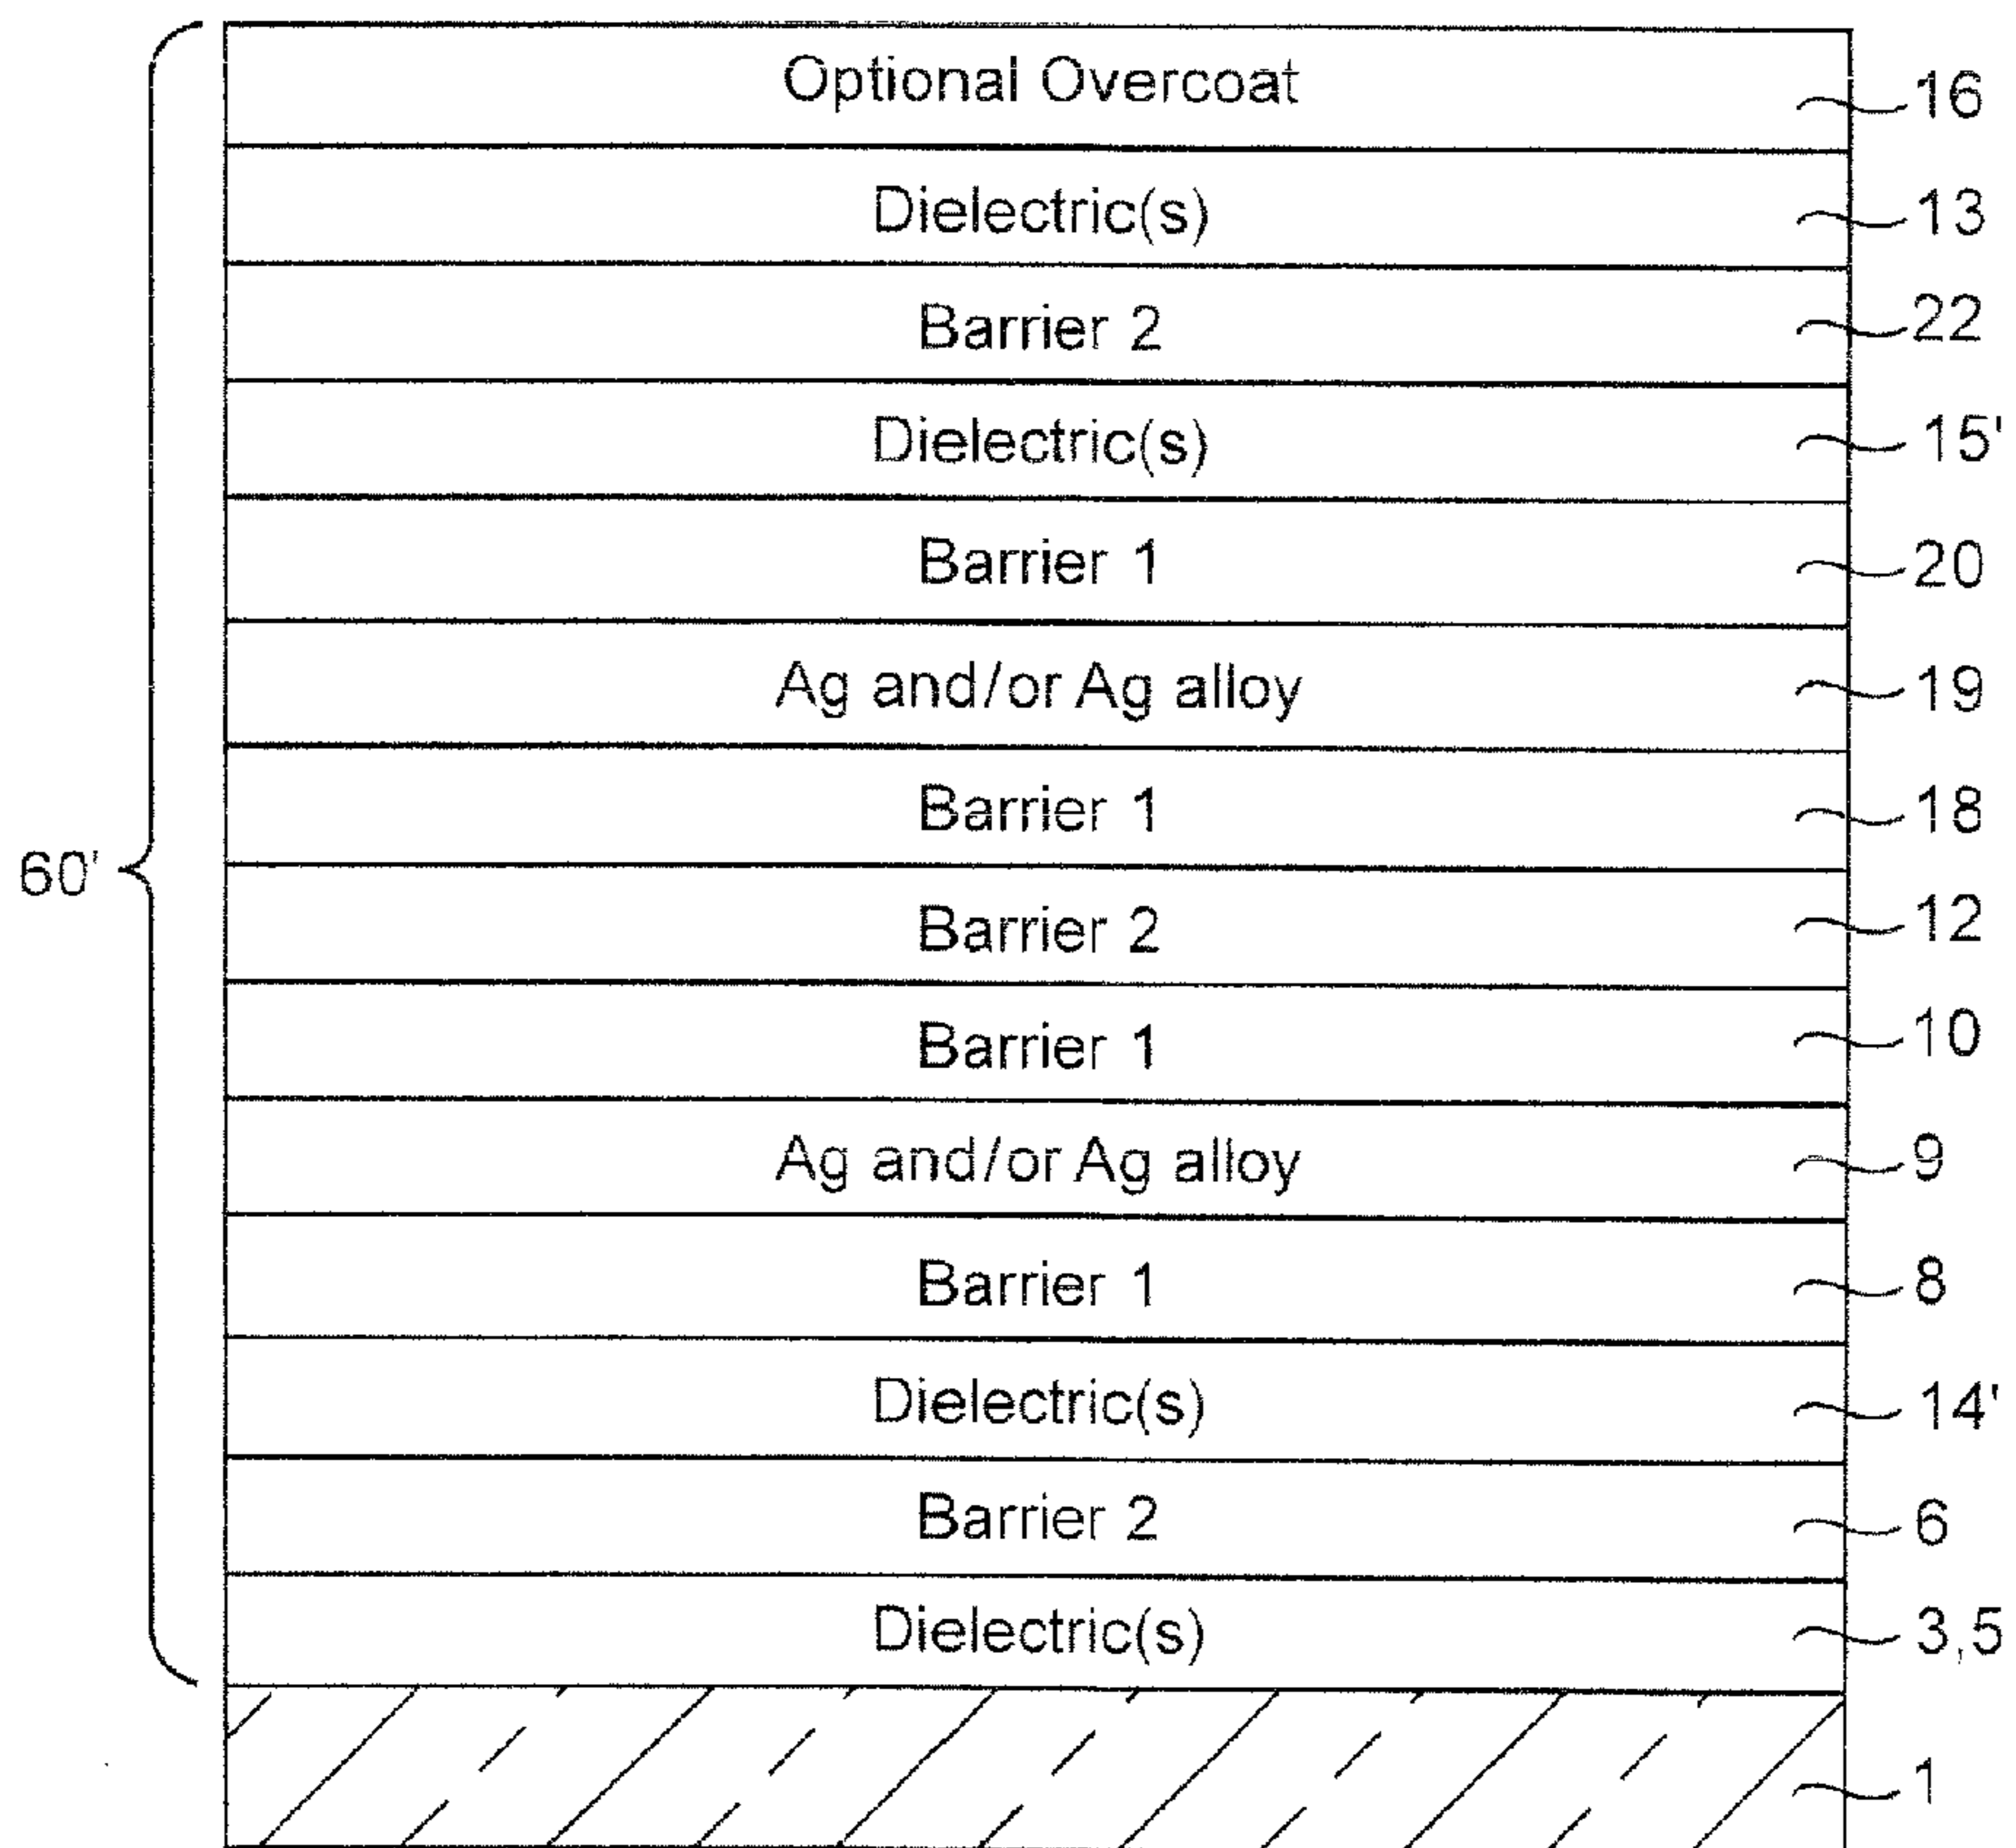 Optional Overcoat 16
Dielectric(s) 13
Barrier 2 22
Dielectric(s) 15'
Barrier 1 20
Ag and/or Ag alloy 19
Barrier 1 18
60'
Barrier 2 12
Barrier 1 10
Ag and/or Ag alloy 9
Barrier 1 8
Dielectric(s) 14'
Barrier 2 6
Dielectric(s) 3,5
1